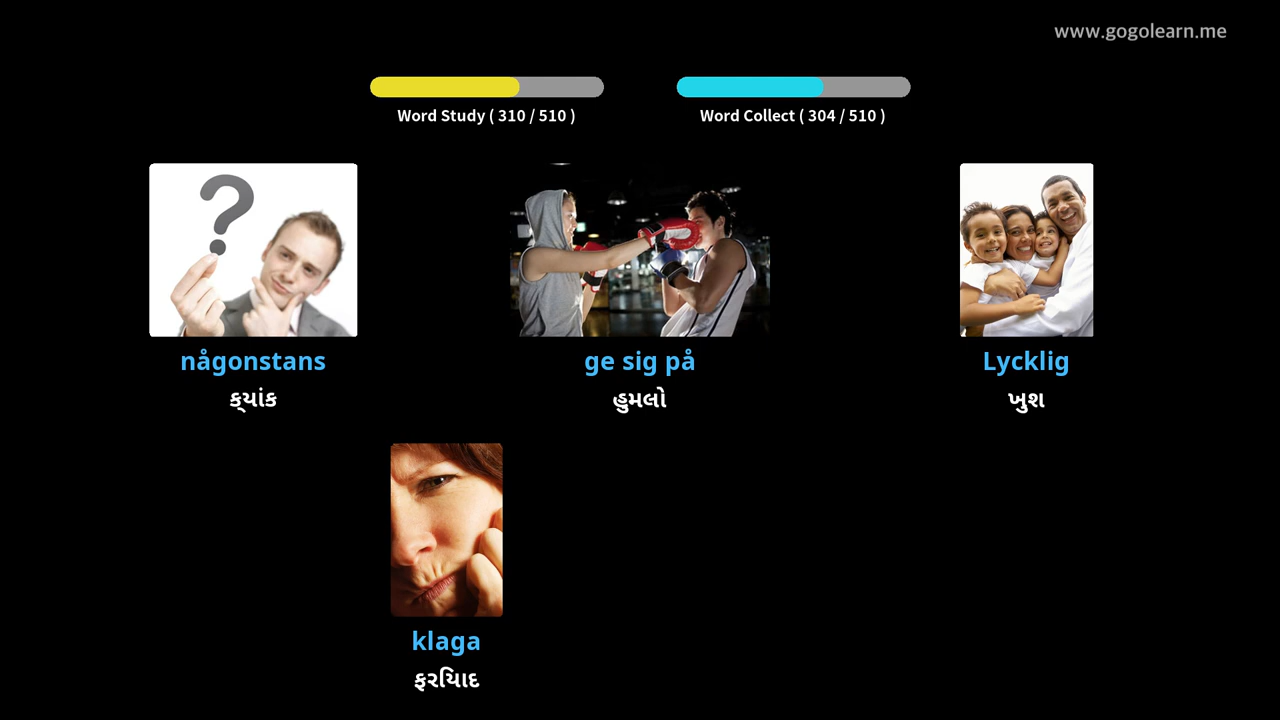 www.gogolearn.me
Word Study ( 310 / 510 )
Word Collect ( 304 / 510 )
någonstans
ge sig på
Lycklig
ક્યાંક
હુમલો
ખુશ
klaga
ફરિયાદ